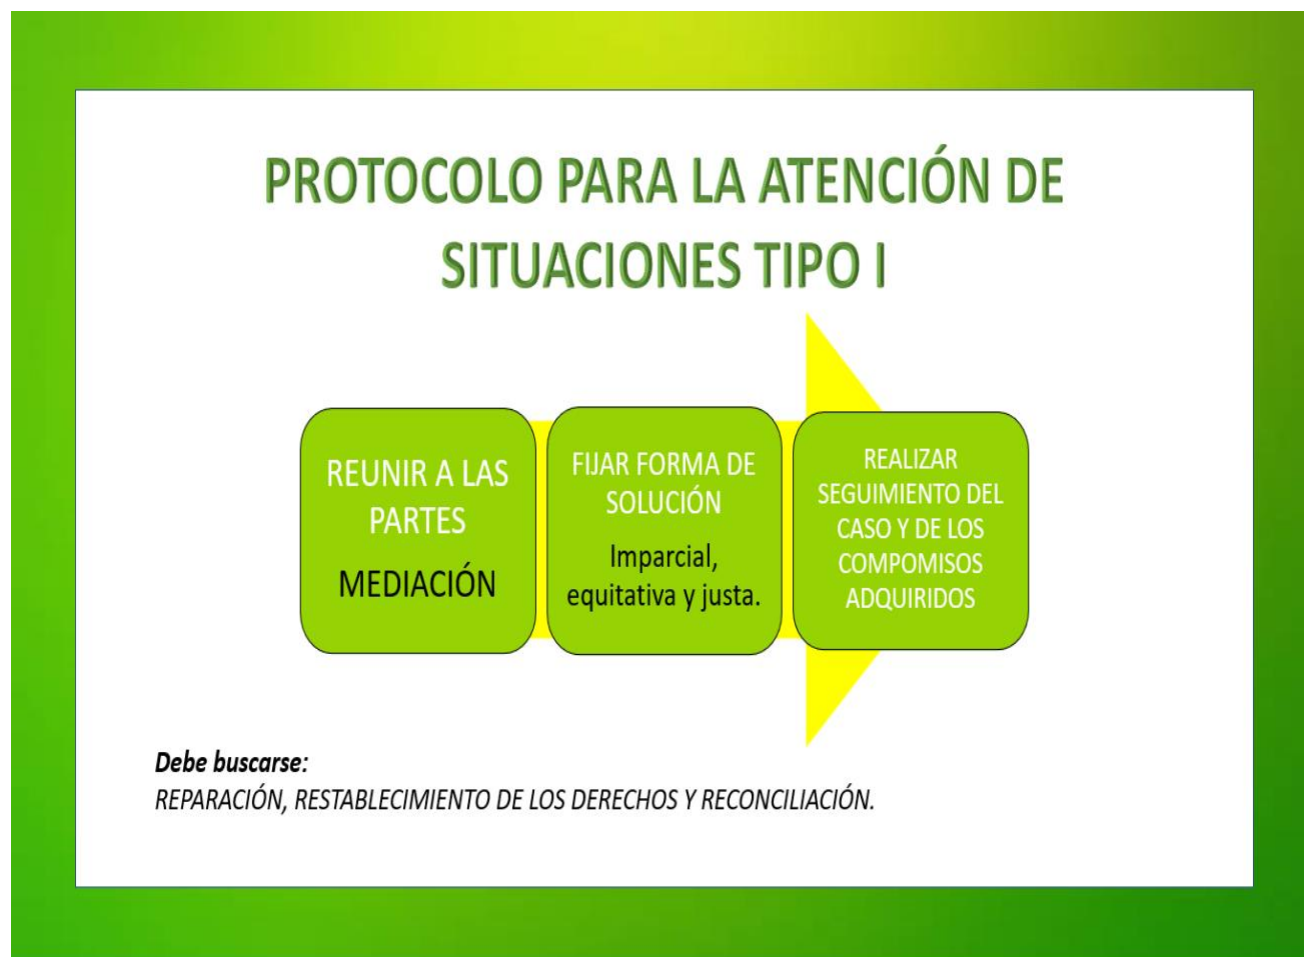 PROTOCOLO PARA LA ATENCIÓN DE
SITUACIONES TIPO I
REUNIR A LAS
PARTES
MEDIACIÓN
FIJAR FORMA DE
SOLUCIÓN
Imparcial,
equitativa y justa.
REALIZAR
SEGUIMIENTO DEL
CASO Y DE LOS
COMPOMISOS
ADQUIRIDOS
Debe buscarse:
REPARACIÓN, RESTABLECIMIENTO DE LOS DERECHOS Y RECONCILIACIÓN.